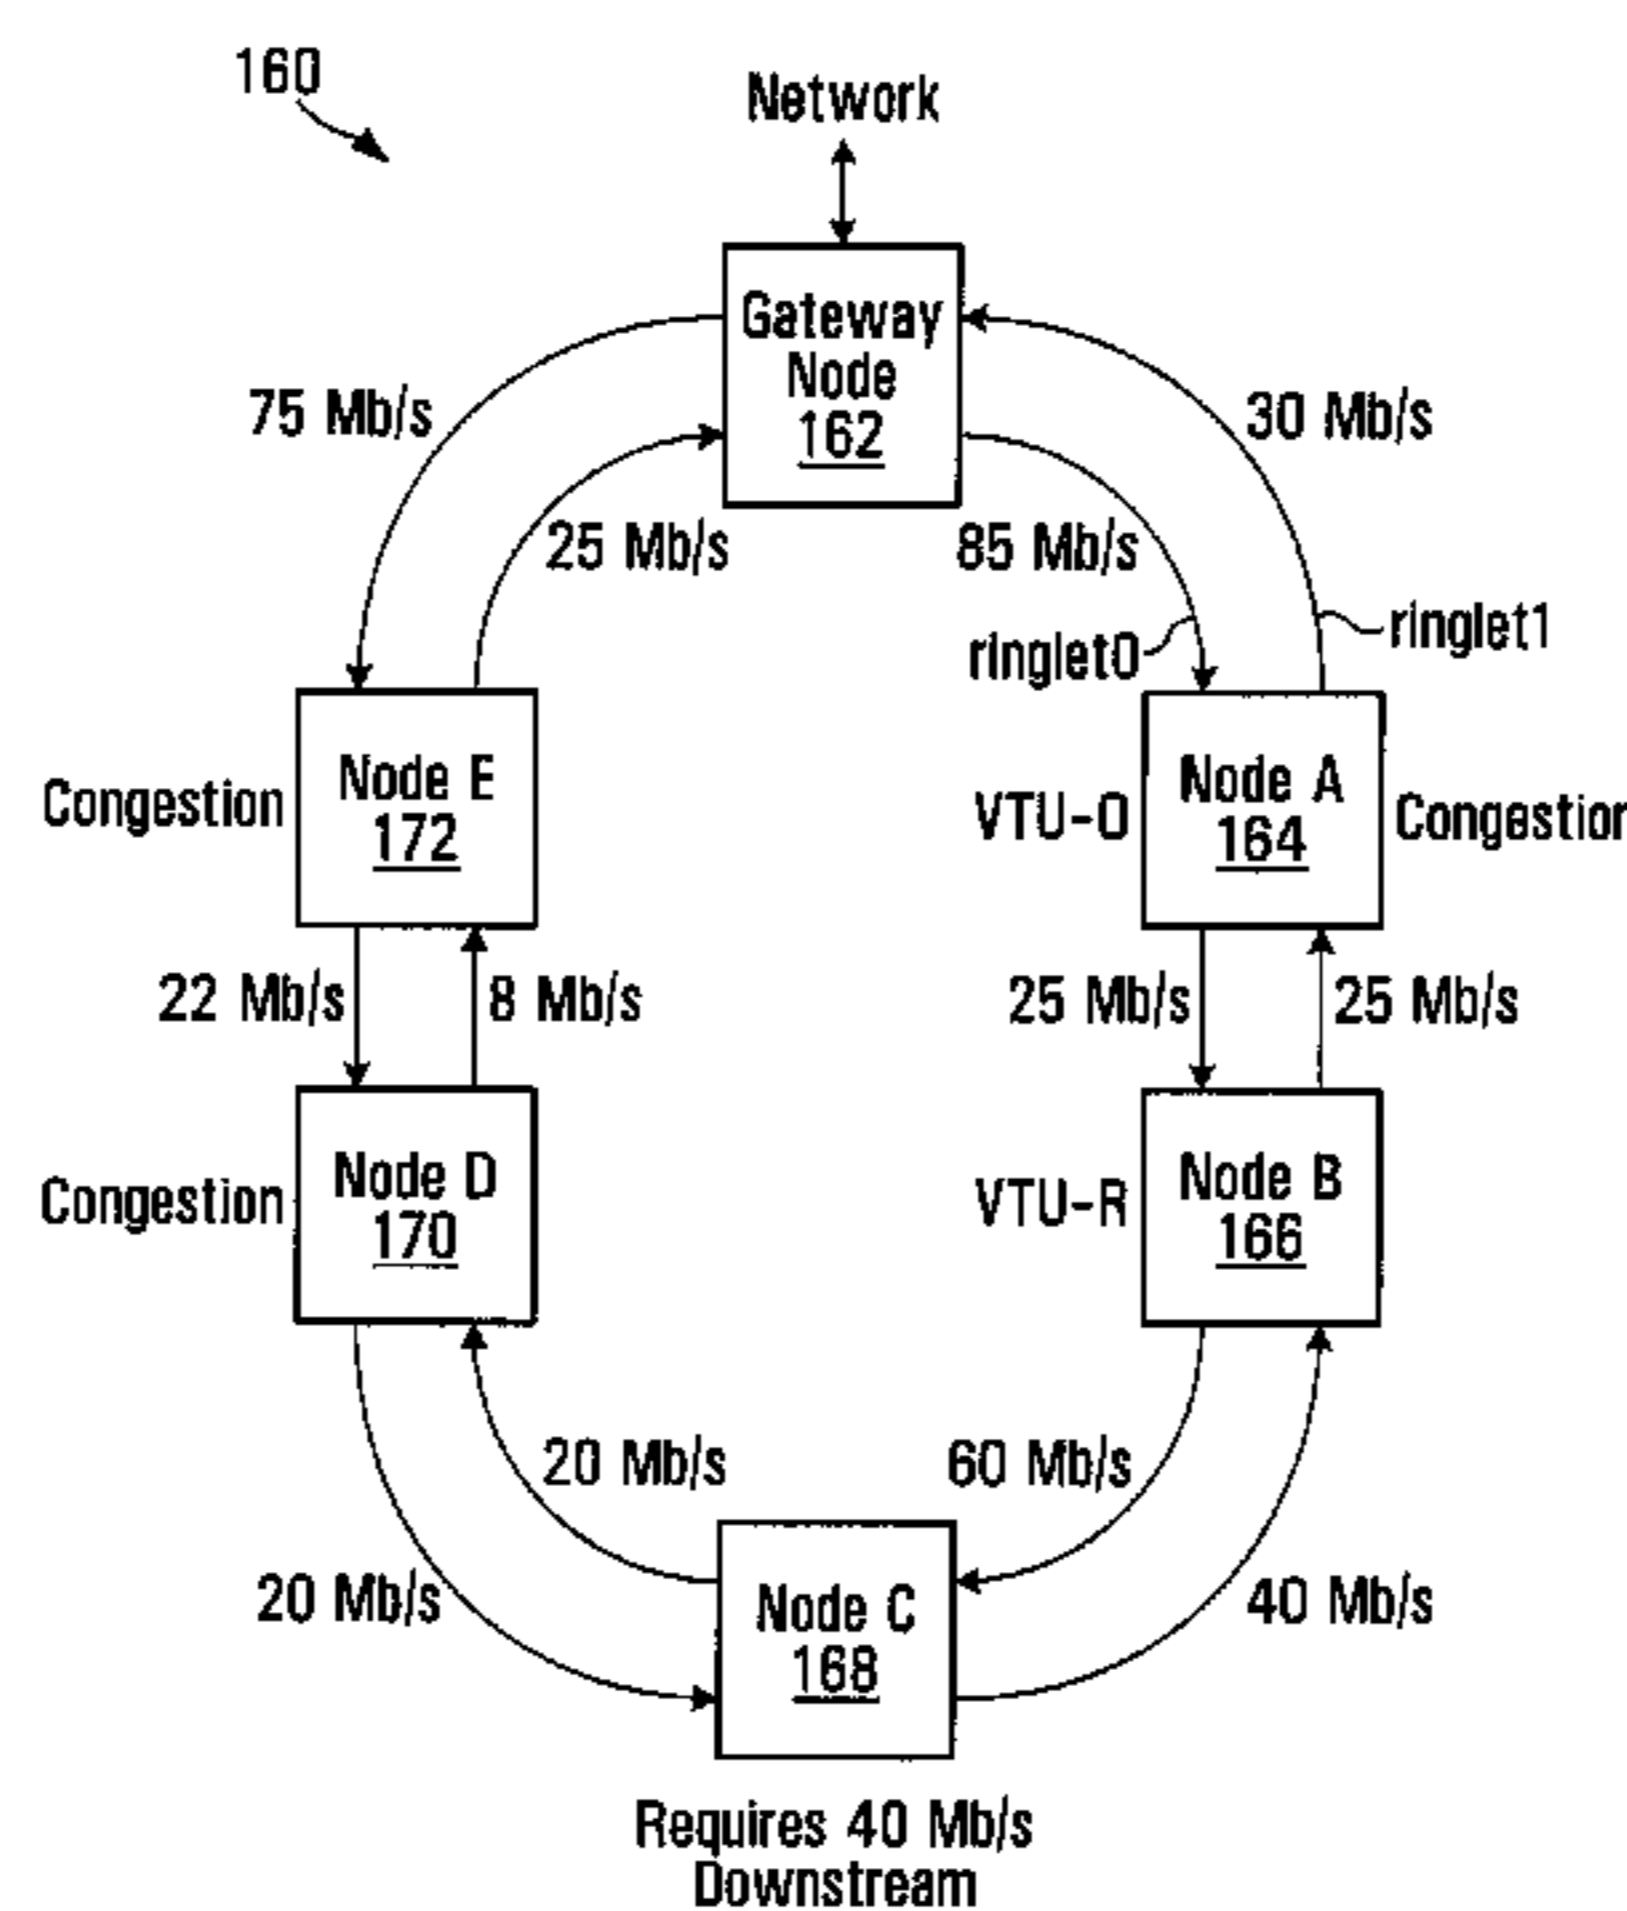 160
Network
Gateway
Node
162
75 Mb/s
30 Mb/s
25 Mb/s
85 Mb/s
ringlet0
ringlet1
Congestion
Node E
172
VTU-O
Node A
164
Congestion
22 Mb/s
8 Mb/s
25 Mb/s
25 Mb/s
Congestion
Node D
170
VTU-R
Node B
166
20 Mb/s
60 Mb/s
20 Mb/s
40 Mb/s
Node C
168
Requires 40 Mb/s
Downstream